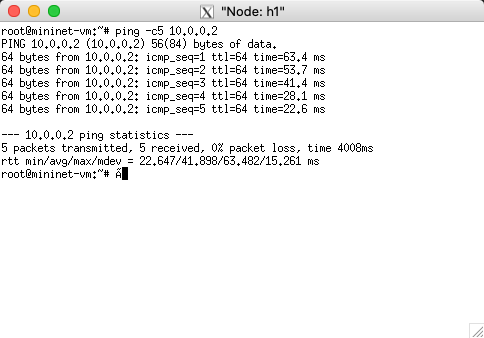 "Node: h1"
root@mininet-vm:~# ping -c5 10.0.0.2
PING 10.0.0.2 (10.0.0.2) 56(84) bytes of data.
64 bytes from 10.0.0.2: icmp_seq=1 ttl=64 time=63.4 ms
64 bytes from 10.0.0.2: icmp_seq=2 ttl=64 time=53.7 ms
64 bytes from 10.0.0.2: icmp_seq=3 ttl=64 time=41.4 ms
64 bytes from 10.0.0.2: icmp_seq=4 ttl=64 time=28.1 ms
64 bytes from 10.0.0.2: icmp_seq=5 ttl=64 time=22.6 ms

--- 10.0.0.2 ping statistics ---
5 packets transmitted, 5 received, 0% packet loss, time 4008ms
rtt min/avg/max/mdev = 22.647/41.898/63.482/15.261 ms
root@mininet-vm:~# Ã